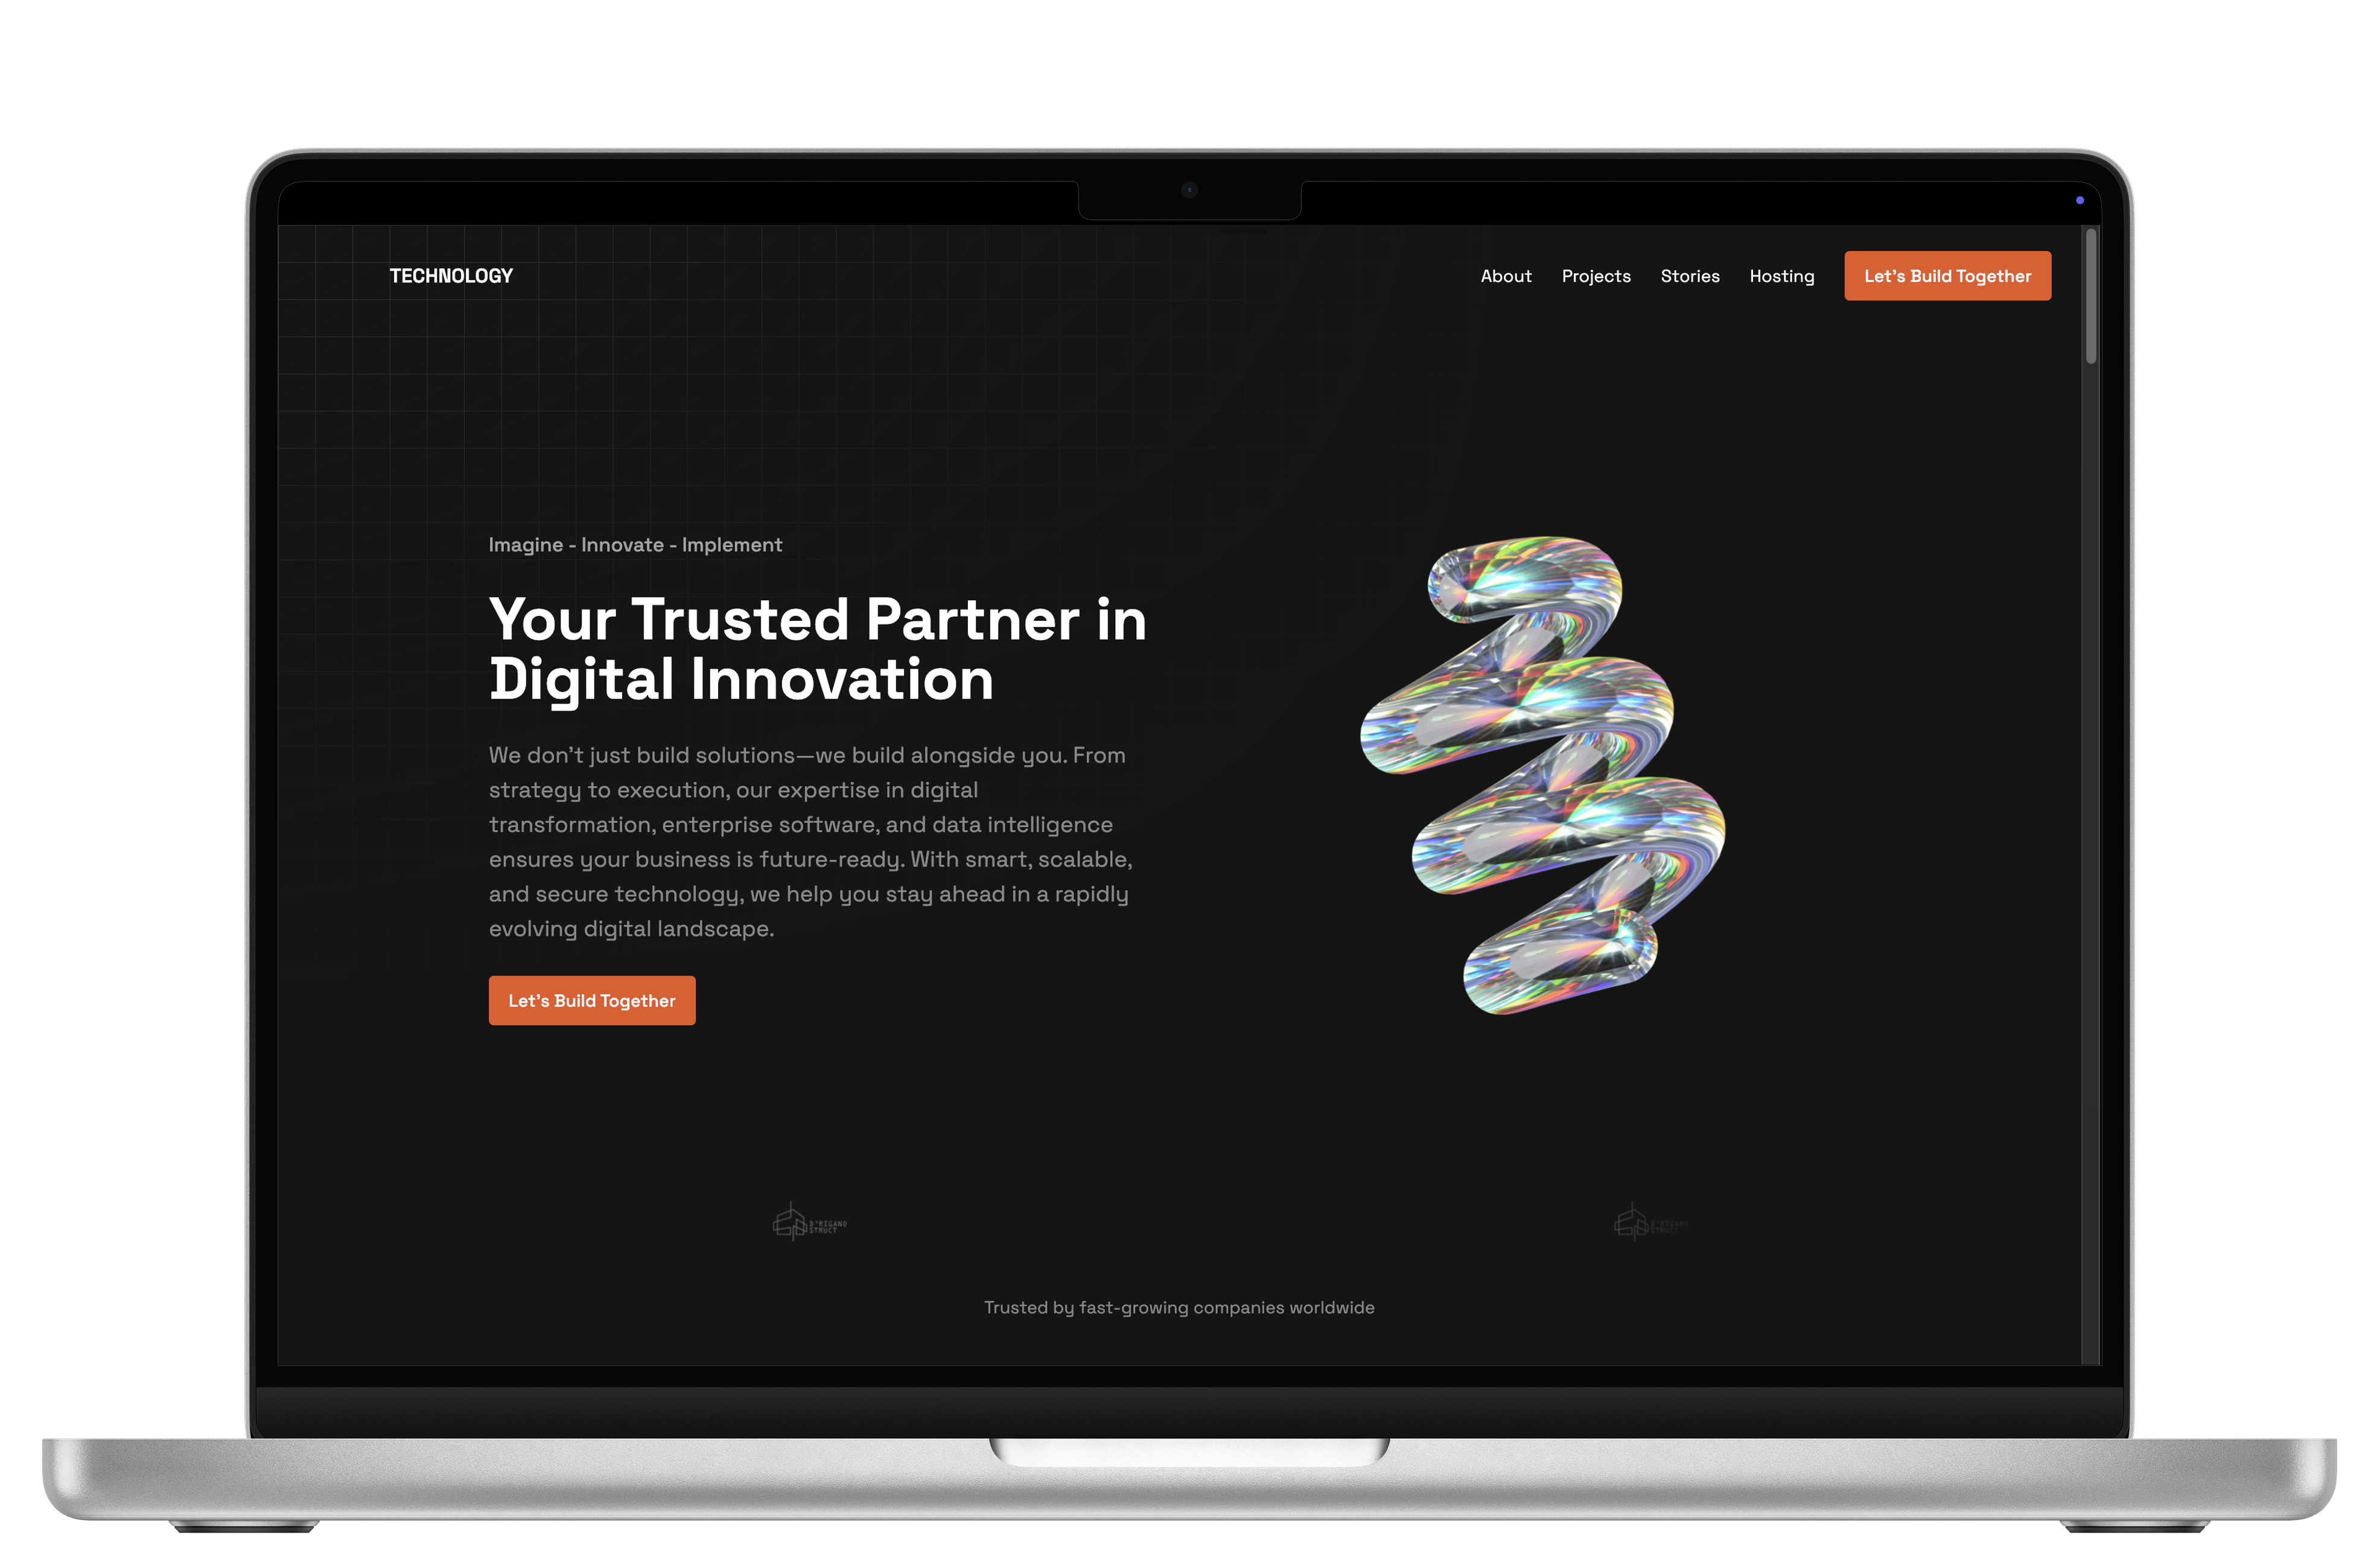 TECHNOLOGY
About Projects Stories Hosting Let's Build Together
Imagine - Innovate - Implement
Your Trusted Partner in
Digital Innovation
We don't just build solutions—we build alongside you. From
strategy to execution, our expertise in digital
transformation, enterprise software, and data intelligence
ensures your business is future-ready. With smart, scalable,
and secure technology, we help you stay ahead in a rapidly
evolving digital landscape.
Let's Build Together
STRUCT
STRUCT
Trusted by fast-growing companies worldwide